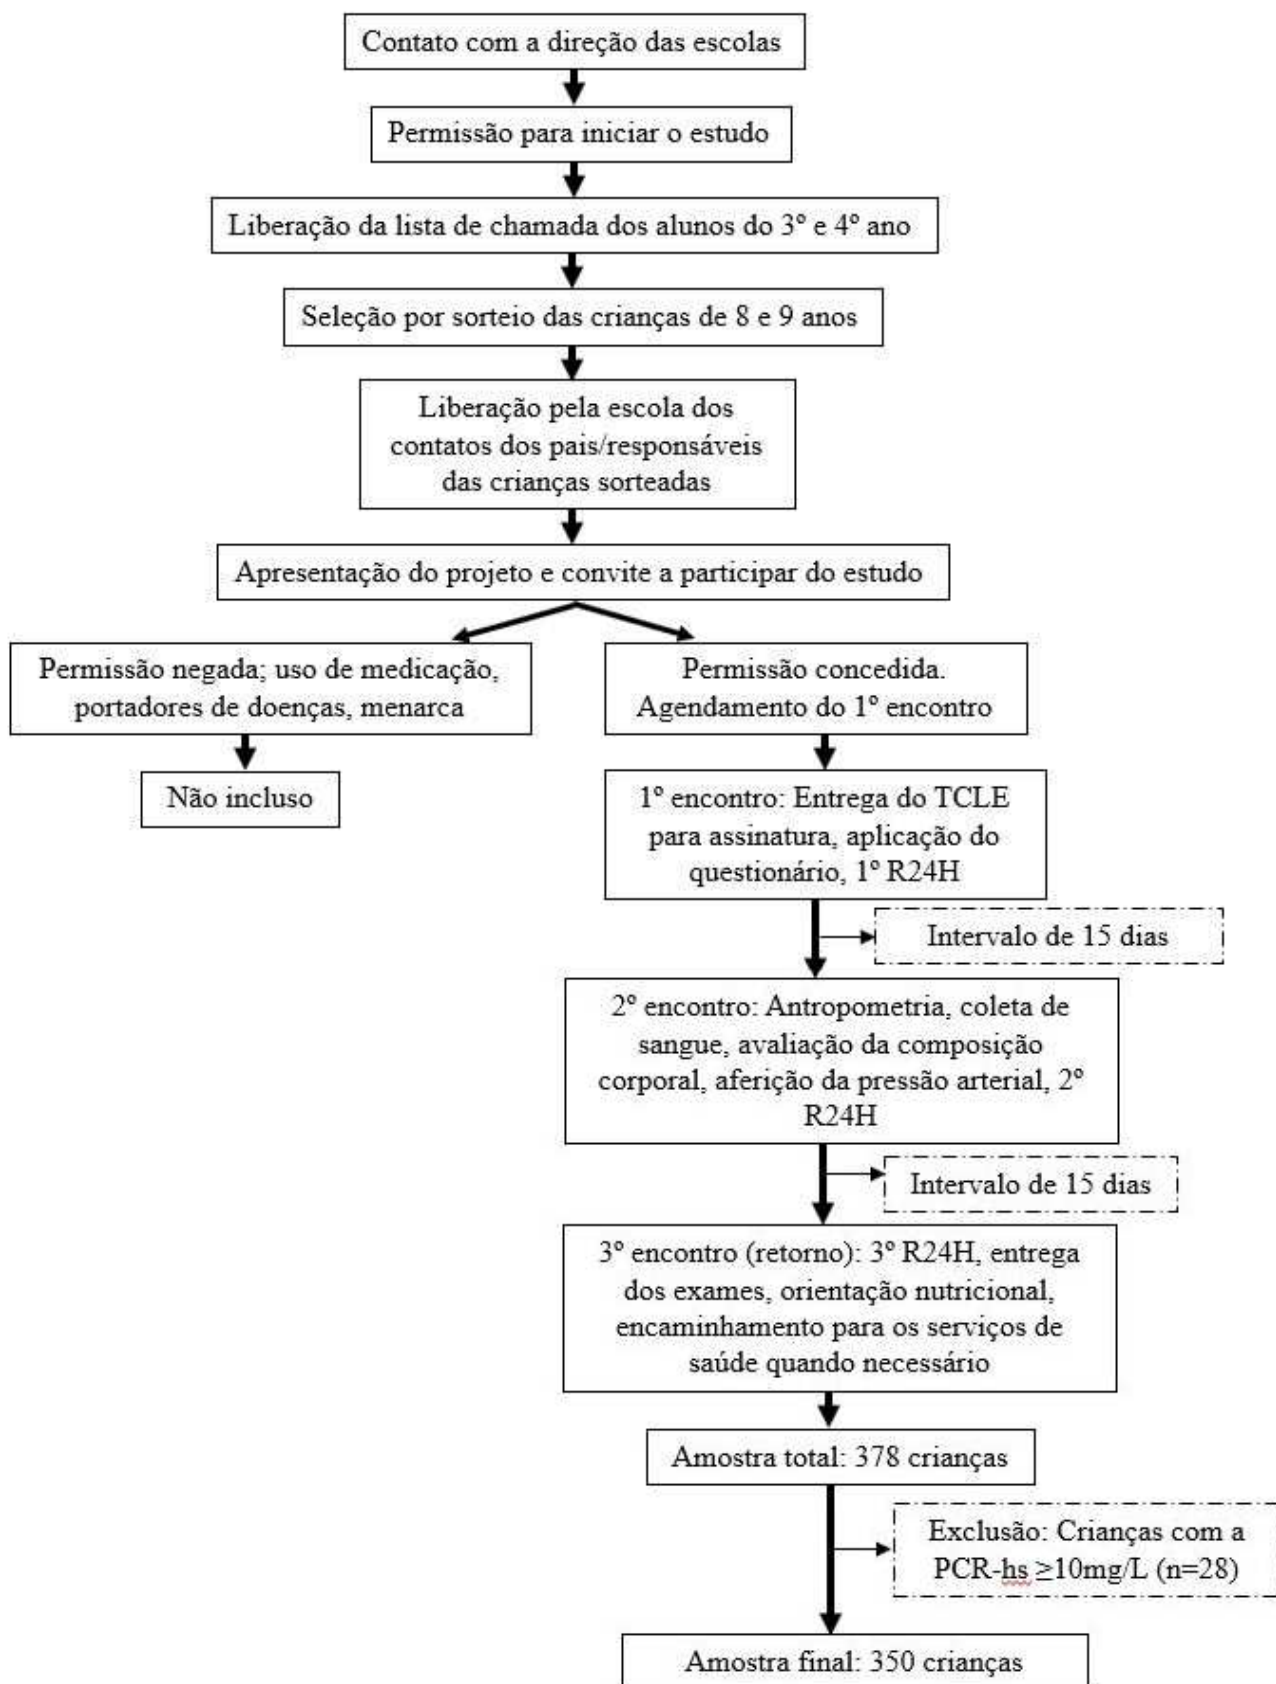 Contato com a direção das escolas
Permissão para iniciar o estudo
Liberação da lista de chamada dos alunos do 3º e 4º ano
Seleção por sorteio das crianças de 8 e 9 anos
Liberação pela escola dos
contatos dos pais/responsáveis
das crianças sorteadas
Apresentação do projeto e convite a participar do estudo
Permissão negada; uso de medicação,
portadores de doenças, menarca
Não incluso
Permissão concedida.
Agendamento do 1º encontro
1º encontro: Entrega do TCLE
para assinatura, aplicação do
questionário, 1º R24H
Intervalo de 15 dias
2º encontro: Antropometria, coleta de
sangue, avaliação da composição
corporal, aferição da pressão arterial, 2º
R24H
Intervalo de 15 dias
3º encontro (retorno): 3º R24H, entrega
dos exames, orientação nutricional,
encaminhamento para os serviços de
saúde quando necessário
Amostra total: 378 crianças
Exclusão: Crianças com a
PCR-hs ≥10mg/L (n=28)
Amostra final: 350 crianças